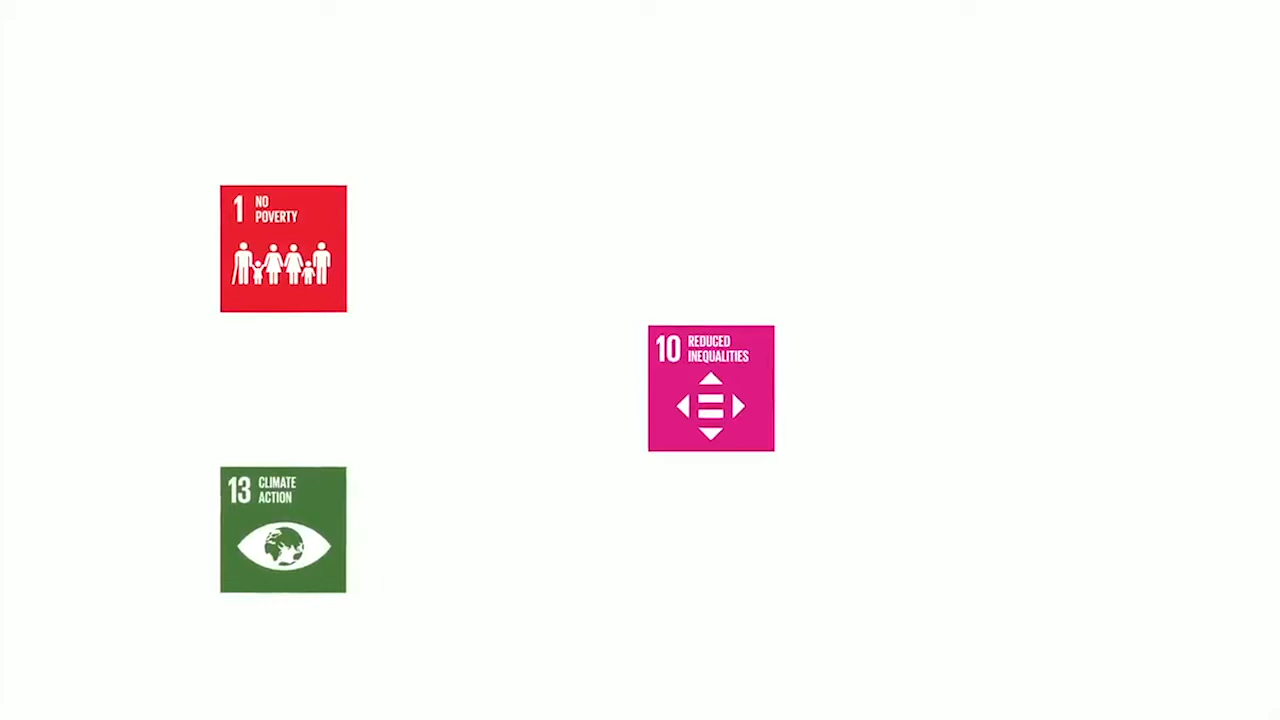 1 NO
POVERTY
10 REDUCED
INEQUALITIES
13 CLIMATE
ACTION